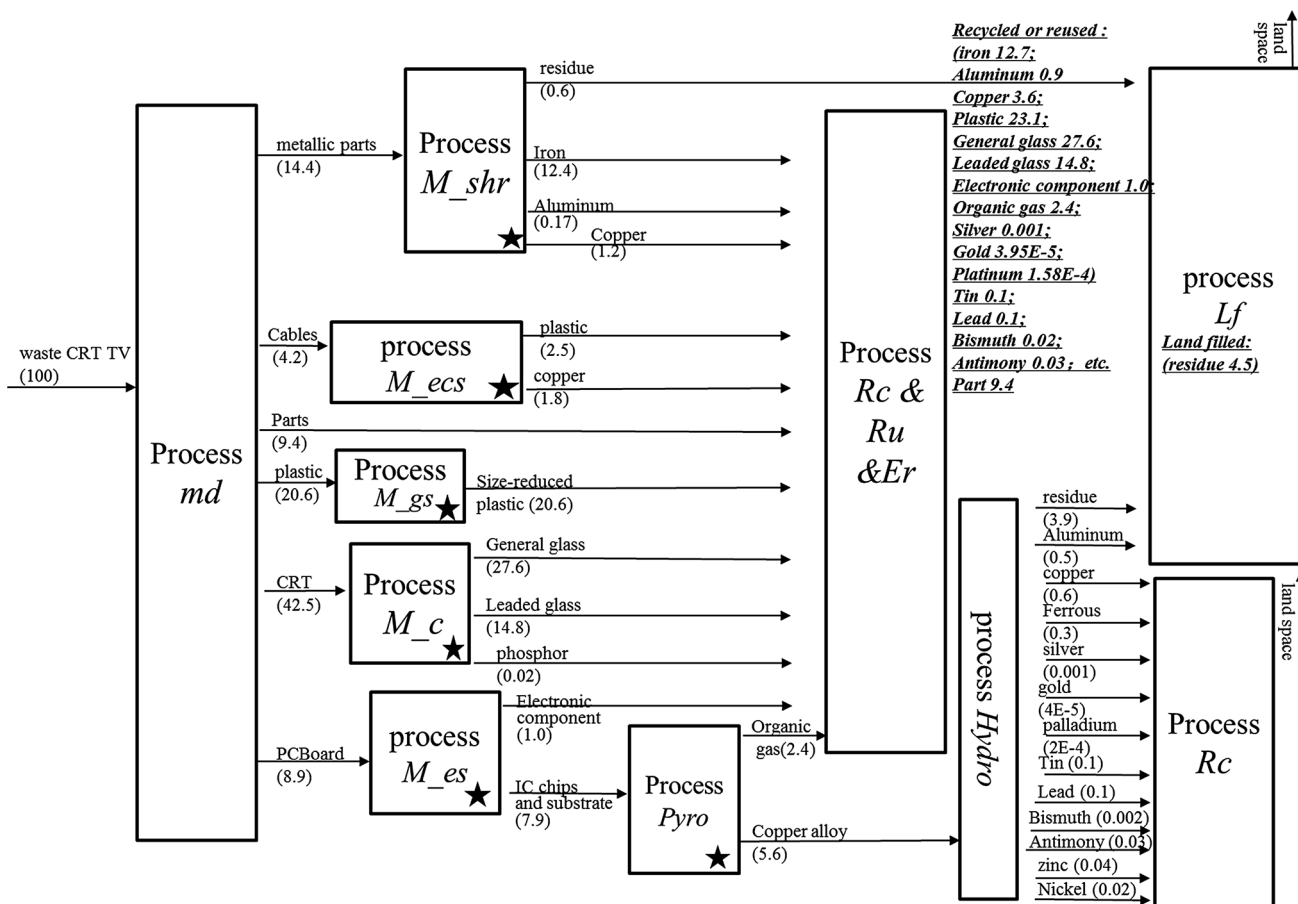 waste CRT TV
(100)
Process
md
metallic parts
(14.4)
Cables
(4.2)
Parts
(9.4)
plastic
(20.6)
CRT
(42.5)
PCBoard
(8.9)
Process
M_shr
residue
(0.6)
Iron
(12.4)
Aluminum
(0.17)
Copper
(1.2)
process
M_ecs
plastic
(2.5)
copper
(1.8)
Process
M_gs
Size-reduced
plastic (20.6)
Process
M_c
General glass
(27.6)
Leaded glass
(14.8)
phosphor
(0.02)
process
M_es
Electronic
component
(1.0)
IC chips
and substrate
(7.9)
Process
Pyro
Organic
gas(2.4)
Copper alloy
(5.6)
Process
Rc &
Ru
&Er
Recycled or reused :
(iron 12.7;
Aluminum 0.9
Copper 3.6;
Plastic 23.1;
General glass 27.6;
Leaded glass 14.8;
Electronic component 1.0;
Organic gas 2.4;
Silver 0.001;
Gold 3.95E-5;
Platinum 1.58E-4)
Tin 0.1;
Lead 0.1;
Bismuth 0.02;
Antimony 0.03；etc.
Part 9.4
process Hydro
residue
(3.9)
Aluminum
(0.5)
copper
(0.6)
Ferrous
(0.3)
silver
(0.001)
gold
(4E-5)
palladium
(2E-4)
Tin (0.1)
Lead (0.1)
Bismuth (0.002)
Antimony (0.03)
zinc (0.04)
Nickel (0.02)
land
space
process
Lf
Land filled:
(residue 4.5)
land space
Process
Rc